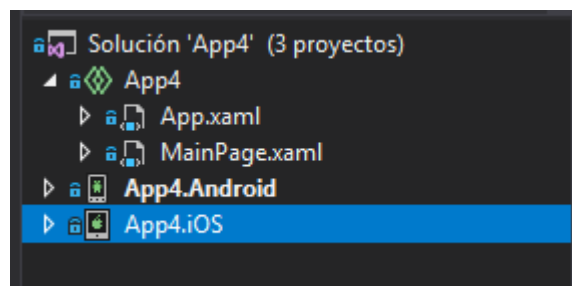 Solución 'App4' (3 proyectos)
App4
App.xaml
MainPage.xaml
App4.Android
App4.iOS